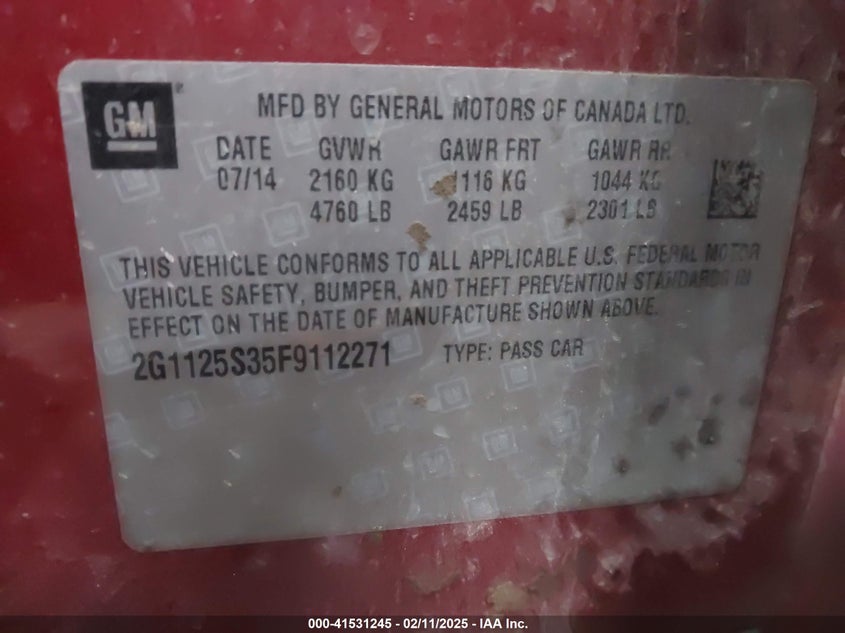 GM
MFD BY GENERAL MOTORS OF CANADA LTD.
DATE GVWR GAWR FRT GAWR RR
07/14 2160 KG 1116 KG 1044 KG
4760 LB 2459 LB 2301 LB
THIS VEHICLE CONFORMS TO ALL APPLICABLE U.S. FEDERAL MOTOR
VEHICLE SAFETY, BUMPER, AND THEFT PREVENTION STANDARDS IN
EFFECT ON THE DATE OF MANUFACTURE SHOWN ABOVE.
2G1125S35F9112271 TYPE: PASS CAR
000-41531245 - 02/11/2025 - IAA Inc.